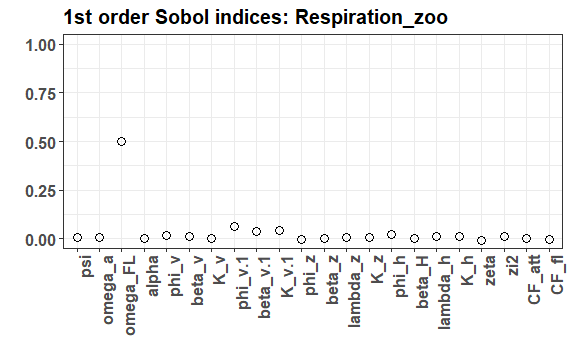 1st order Sobol indices: Respiration_zoo
1.00
0.75
0.50
0.25
0.00
psi
omega_a
omega_FL
alpha
phi_v
beta_v
K_v
phi_v.1
beta_v.1
K_v.1
phi_z
beta_z
lambda_z
K_z
phi_h
beta_H
lambda_h
K_h
zeta
zi2
CF_att
CF_fl